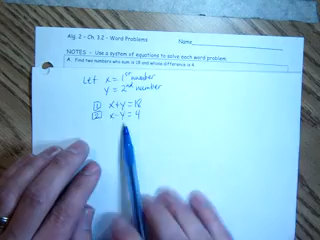 Alg. 2 - Ch. 3.2 - Word Problems Name
NOTES - Use a system of equations to solve each word problem
A Find two numbers who sum is 18 and whose difference is 4.
Let x = 1st number
y = 2nd number
1 x+y=18
2 x-y=4